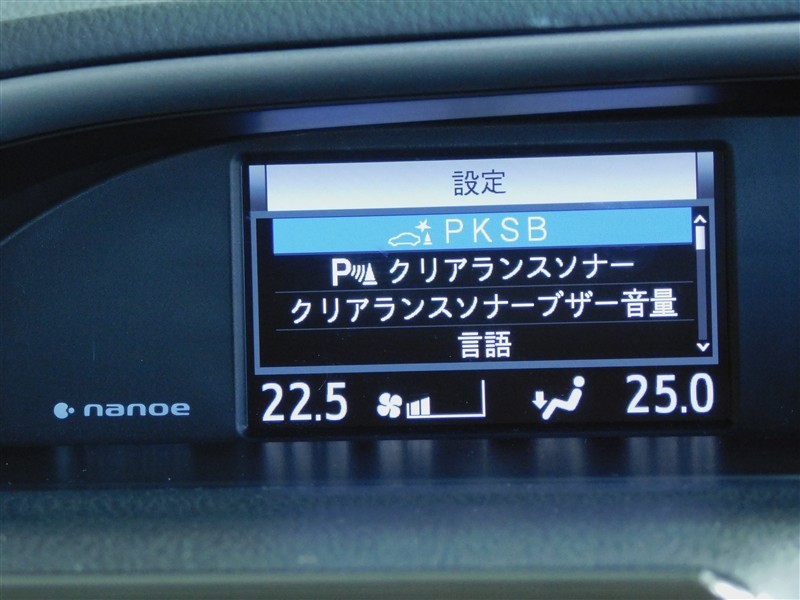 設定
PKSB
P クリアランスソナー
クリアランスソナーブザー音量
言語
22.5 25.0
nanoe